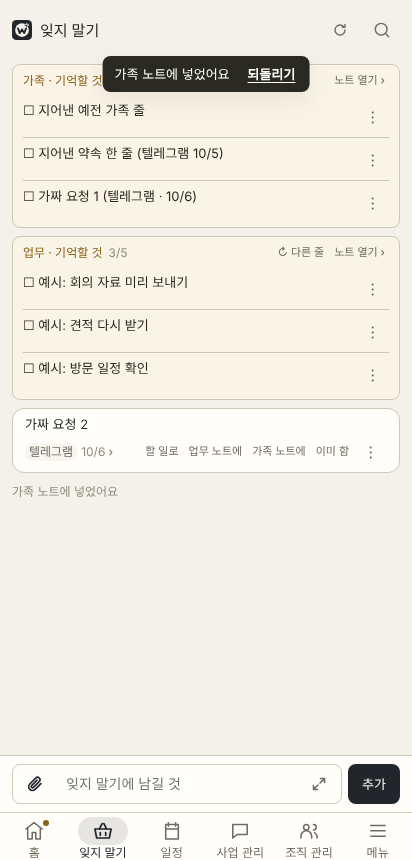 잊지 말기
가족 노트에 넣었어요 되돌리기
가족 · 기억할 것 노트 열기 ›
☐ 지어낸 예전 가족 줄
☐ 지어낸 약속 한 줄 (텔레그램 10/5)
☐ 가짜 요청 1 (텔레그램 · 10/6)
업무 · 기억할 것 3/5 다른 줄 노트 열기 ›
☐ 예시: 회의 자료 미리 보내기
☐ 예시: 견적 다시 받기
☐ 예시: 방문 일정 확인
가짜 요청 2
텔레그램 10/6 › 할 일로 업무 노트에 가족 노트에 이미 함
가족 노트에 넣었어요
잊지 말기에 남길 것 추가
홈 잊지 말기 일정 사업 관리 조직 관리 메뉴